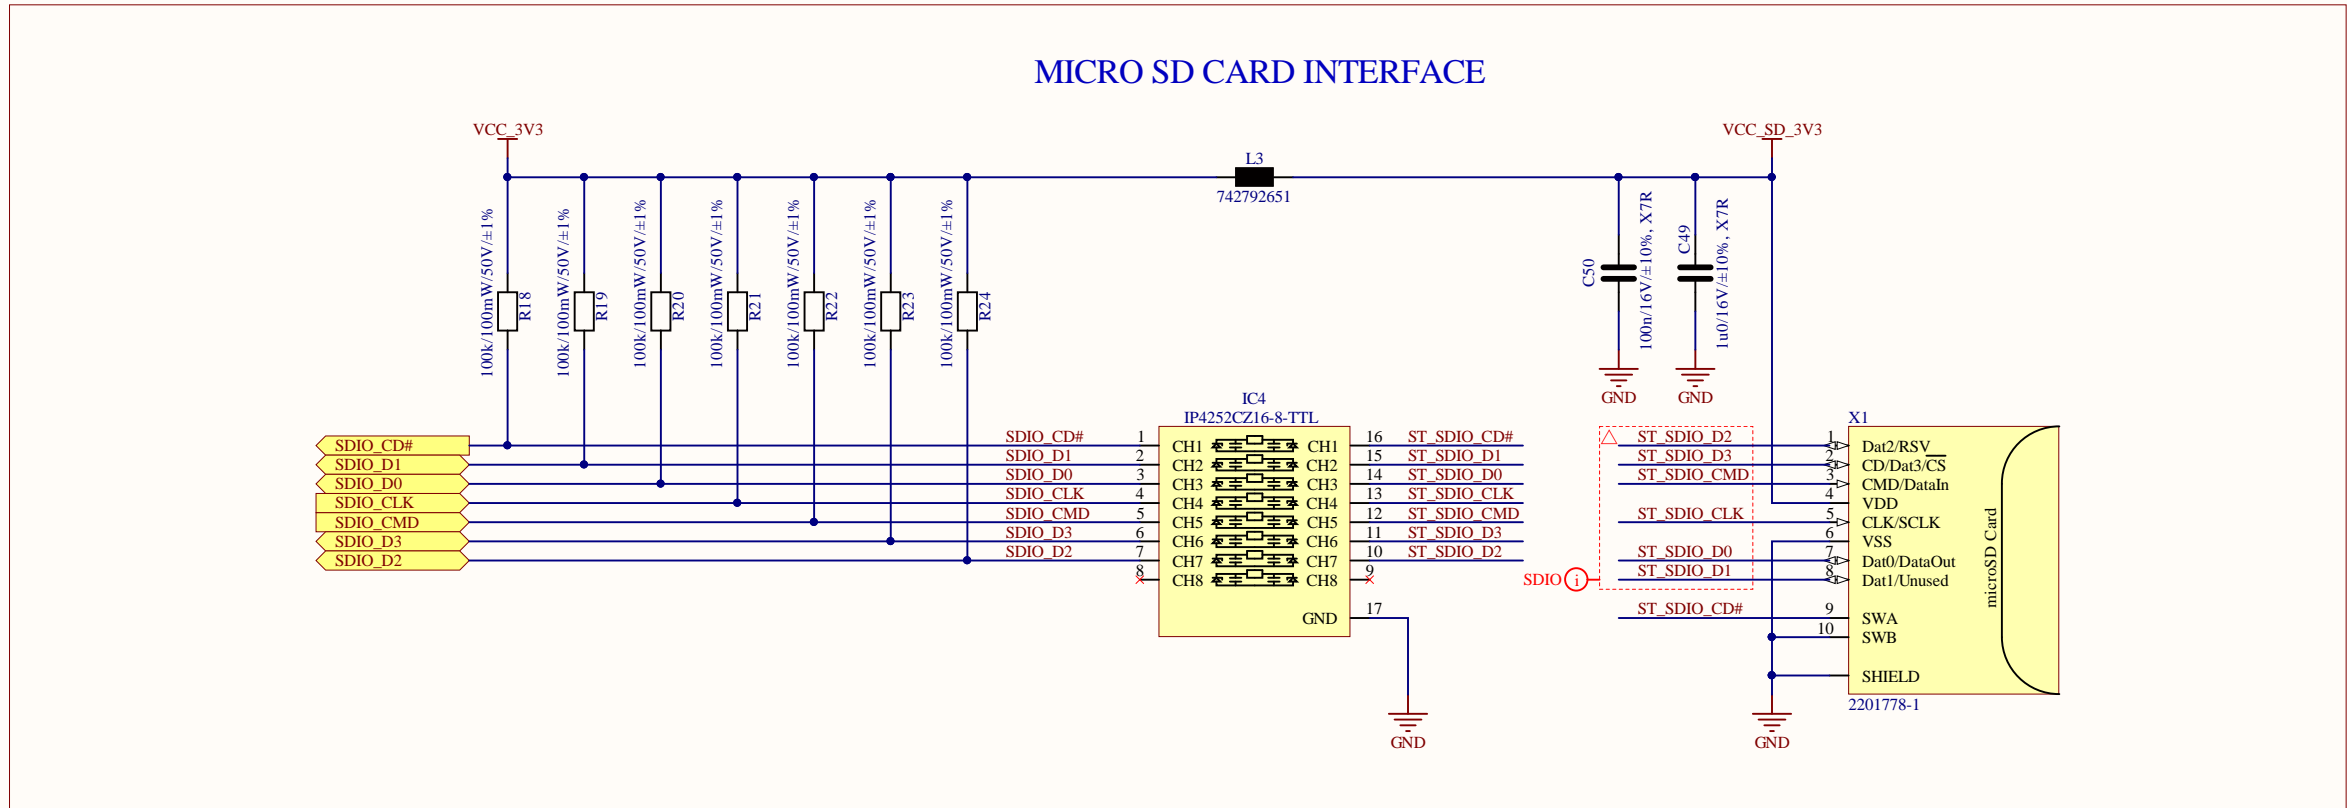 MICRO SD CARD INTERFACE
VCC_3V3
VCC_SD_3V3
L3
742792651
100k/100mW/50V/±1%
R18
100k/100mW/50V/±1%
R19
100k/100mW/50V/±1%
R20
100k/100mW/50V/±1%
R21
100k/100mW/50V/±1%
R22
100k/100mW/50V/±1%
R23
100k/100mW/50V/±1%
R24
C50
100n/16V/±10%, X7R
C49
1u0/16V/±10%, X7R
GND
GND
SDIO_CD#
SDIO_D1
SDIO_D0
SDIO_CLK
SDIO_CMD
SDIO_D3
SDIO_D2
IC4
IP4252CZ16-8-TTL
SDIO_CD# 1 CH1 CH1 16 ST_SDIO_CD#
SDIO_D1 2 CH2 CH2 15 ST_SDIO_D1
SDIO_D0 3 CH3 CH3 14 ST_SDIO_D0
SDIO_CLK 4 CH4 CH4 13 ST_SDIO_CLK
SDIO_CMD 5 CH5 CH5 12 ST_SDIO_CMD
SDIO_D3 6 CH6 CH6 11 ST_SDIO_D3
SDIO_D2 7 CH7 CH7 10 ST_SDIO_D2
8 CH8 CH8 9
GND 17
GND
SDIO i
X1
ST_SDIO_D2 1 Dat2/RSV
ST_SDIO_D3 2 CD/Dat3/CS
ST_SDIO_CMD 3 CMD/DataIn
4 VDD
ST_SDIO_CLK 5 CLK/SCLK
6 VSS
ST_SDIO_D0 7 Dat0/DataOut
ST_SDIO_D1 8 Dat1/Unused
ST_SDIO_CD# 9 SWA
10 SWB
SHIELD
microSD Card
2201778-1
GND